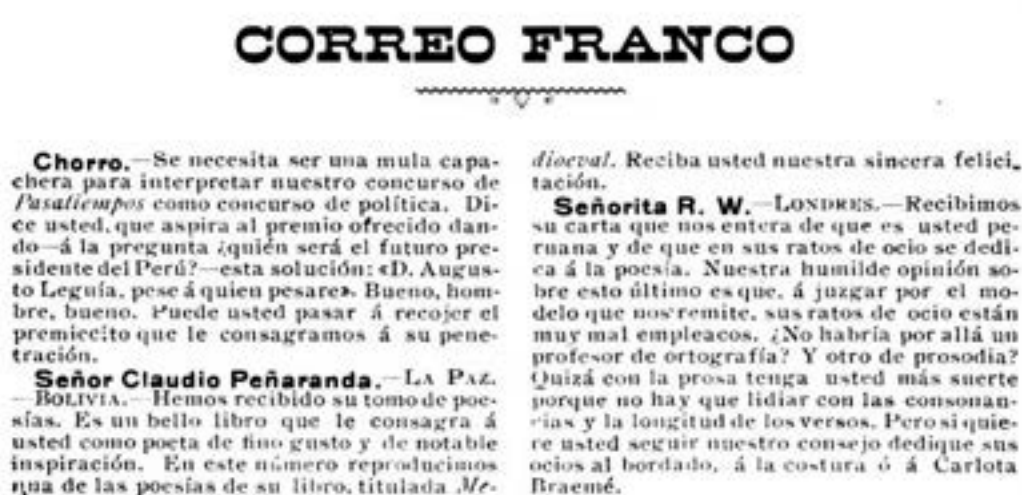 CORREO FRANCO
Chorro.—Se necesita ser una mula capa-
chera para interpretar nuestro concurso de
Pasatiempos como concurso de política. Di-
ce usted, que aspira al premio ofrecido dan-
do—á la pregunta ¿quién será el futuro pre-
sidente del Perú?—esta solución: «D. Augus-
to Leguía, pese á quien pesare». Bueno, hom-
bre, bueno. Puede usted pasar á recojer el
premiecito que le consagramos á su pene-
tración.
Señor Claudio Peñaranda.—LA PAZ.
—BOLIVIA.—Hemos recibido su tomo de poe-
sías. Es un bello libro que le consagra á
usted como poeta de fino gusto y de notable
inspiración. En este número reproducimos
una de las poesías de su libro, titulada Me-
dioeval. Reciba usted nuestra sincera felici-
tación.
Señorita R. W.—LONDRES.—Recibimos
su carta que nos entera de que es usted pe-
ruana y de que en sus ratos de ocio se dedi-
ca á la poesía. Nuestra humilde opinión so-
bre esto último es que, á juzgar por el mo-
delo que nos remite, sus ratos de ocio están
muy mal empleacos. ¿No habría por allá un
profesor de ortografía? Y otro de prosodia?
Quizá con la prosa tenga usted más suerte
porque no hay que lidiar con las consonan-
cias y la longitud de los versos. Pero si quie-
re usted seguir nuestro consejo dedique sus
ocios al bordado, á la costura ó á Carlota
Braemé.